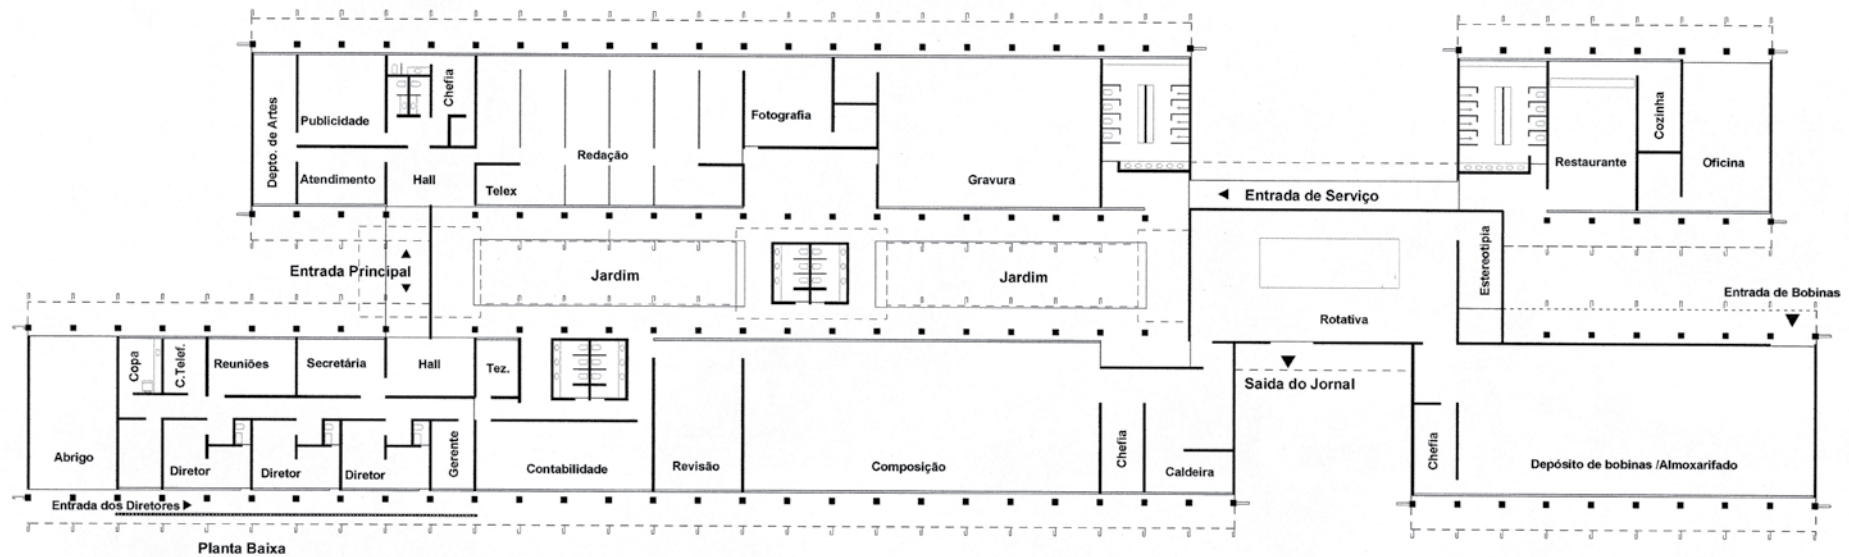 Depto. de Artes
Publicidade
Atendimento
Hall
Chefia
Telex
Redação
Fotografia
Gravura
Entrada de Serviço
Restaurante
Cozinha
Oficina
Entrada Principal
Jardim
Jardim
Rotativa
Estereotipia
Entrada de Bobinas
Copa
C.Telef.
Reuniões
Secretária
Hall
Tez.
Saida do Jornal
Abrigo
Diretor
Diretor
Diretor
Gerente
Contabilidade
Revisão
Composição
Chefia
Caldeira
Chefia
Depósito de bobinas /Almoxarifado
Entrada dos Diretores
Planta Baixa